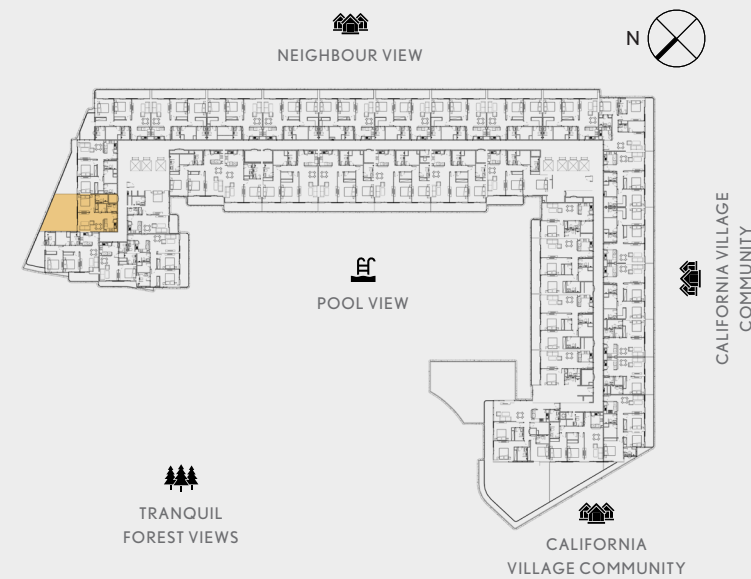 NEIGHBOUR VIEW
N
POOL VIEW
CALIFORNIA VILLAGE
COMMUNITY
TRANQUIL
FOREST VIEWS
CALIFORNIA
VILLAGE COMMUNITY